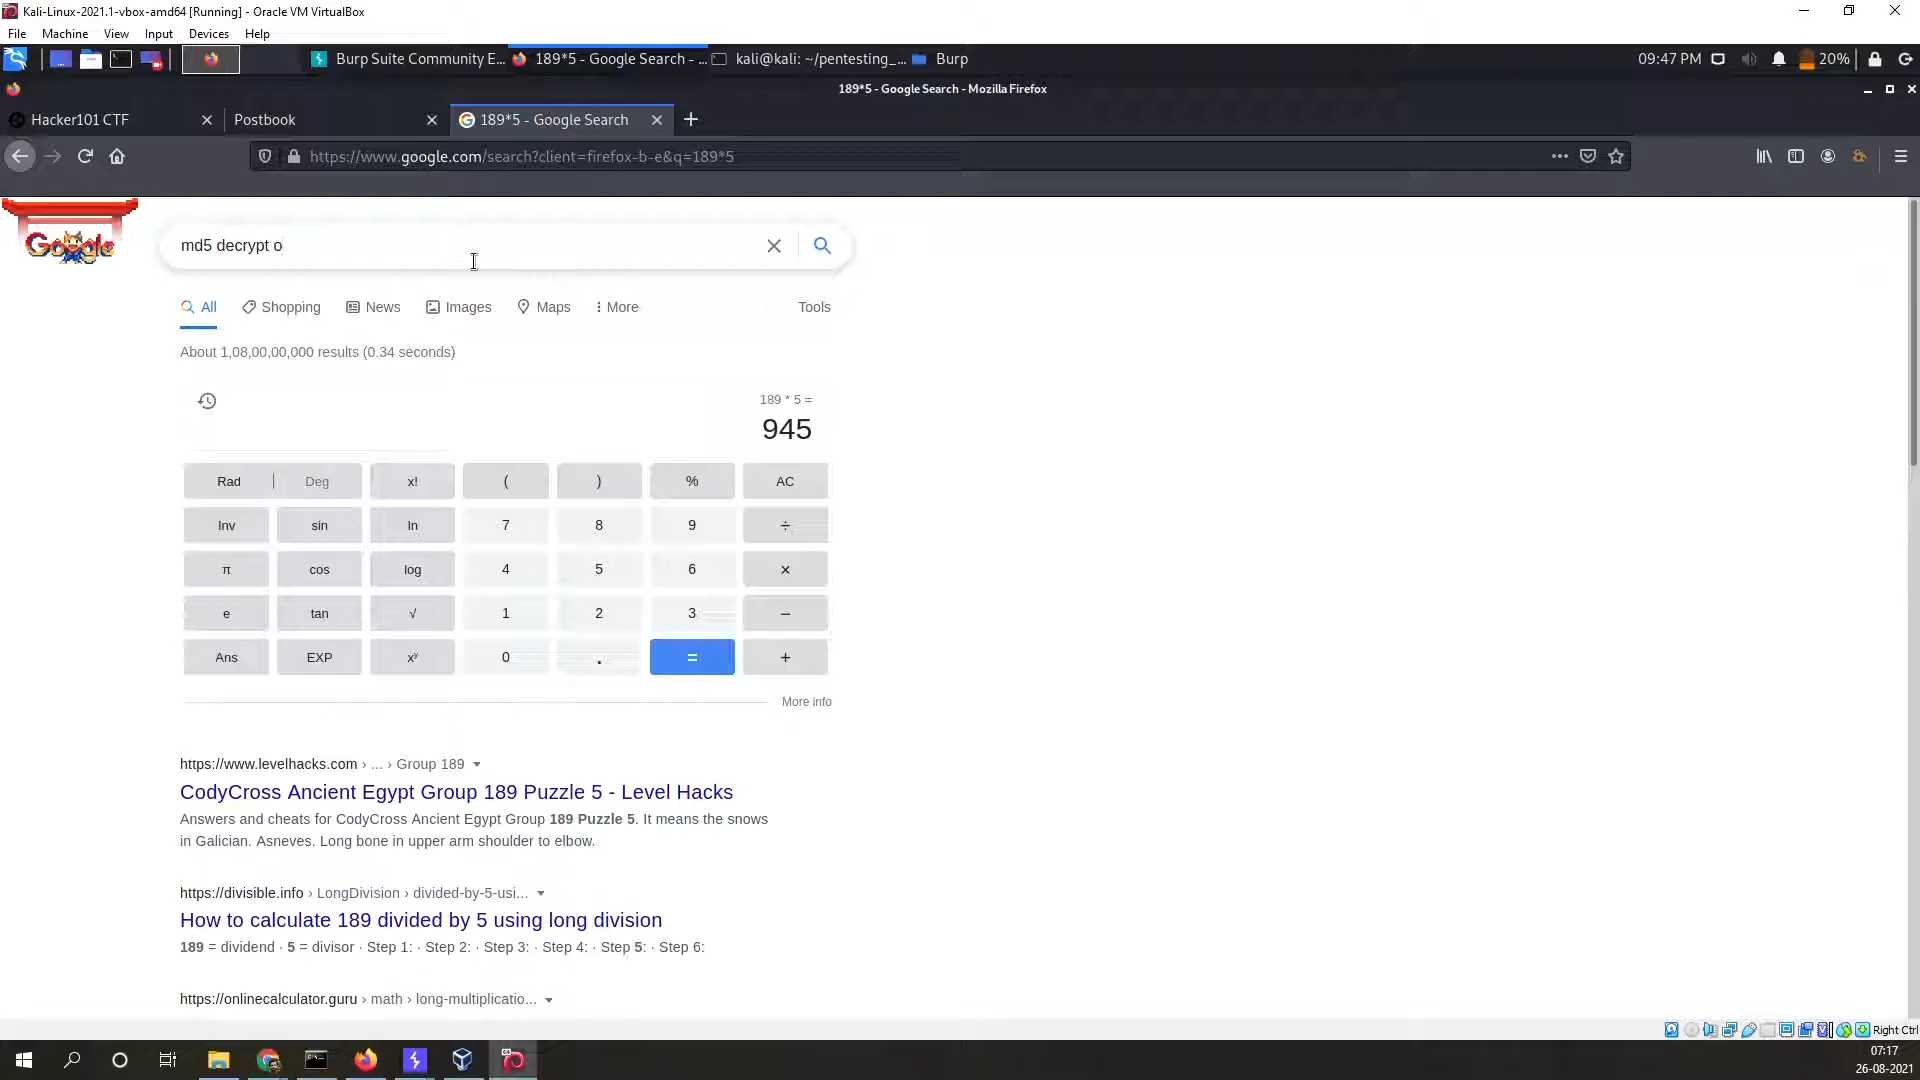 Kali-Linux-2021.1-vbox-amd64 [Running] - Oracle VM VirtualBox
File Machine View Input Devices Help
Burp Suite Community E... 189*5 - Google Search - ... kali@kali: ~/pentesting_... Burp 09:47 PM 20%
189*5 - Google Search - Mozilla Firefox
Hacker101 CTF Postbook 189*5 - Google Search
https://www.google.com/search?client=firefox-b-e&q=189*5
Google
md5 decrypt o
All Shopping News Images Maps More Tools
About 1,08,00,00,000 results (0.34 seconds)
189 * 5 =
945
Rad Deg x! ( ) % AC
Inv sin ln 7 8 9 ÷
π cos log 4 5 6 ×
e tan √ 1 2 3 −
Ans EXP xʸ 0 . = +
More info
https://www.levelhacks.com › ... › Group 189
CodyCross Ancient Egypt Group 189 Puzzle 5 - Level Hacks
Answers and cheats for CodyCross Ancient Egypt Group 189 Puzzle 5. It means the snows
in Galician. Asneves. Long bone in upper arm shoulder to elbow.
https://divisible.info › LongDivision › divided-by-5-usi...
How to calculate 189 divided by 5 using long division
189 = dividend · 5 = divisor · Step 1: · Step 2: · Step 3: · Step 4: · Step 5: · Step 6:
https://onlinecalculator.guru › math › long-multiplicatio...
Right Ctrl
07:17
26-08-2021